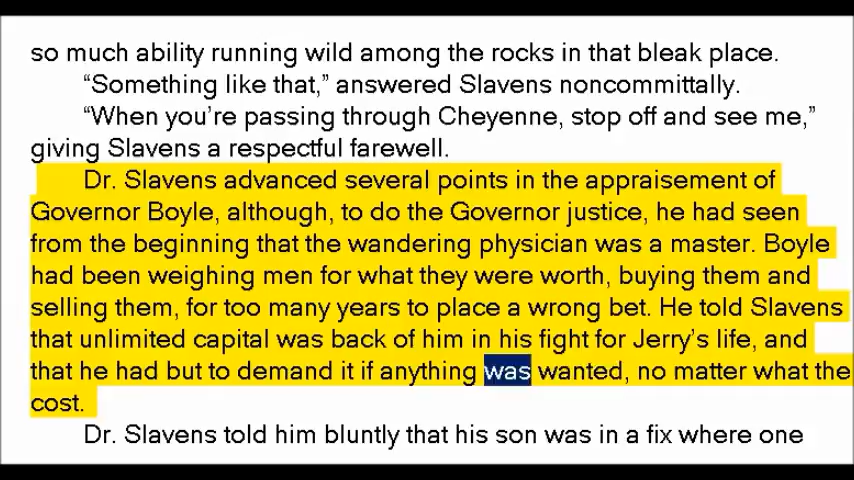 so much ability running wild among the rocks in that bleak place.
“Something like that,” answered Slavens noncommittally.
“When you’re passing through Cheyenne, stop off and see me,”
giving Slavens a respectful farewell.
Dr. Slavens advanced several points in the appraisement of
Governor Boyle, although, to do the Governor justice, he had seen
from the beginning that the wandering physician was a master. Boyle
had been weighing men for what they were worth, buying them and
selling them, for too many years to place a wrong bet. He told Slavens
that unlimited capital was back of him in his fight for Jerry’s life, and
that he had but to demand it if anything was wanted, no matter what the
cost.
Dr. Slavens told him bluntly that his son was in a fix where one